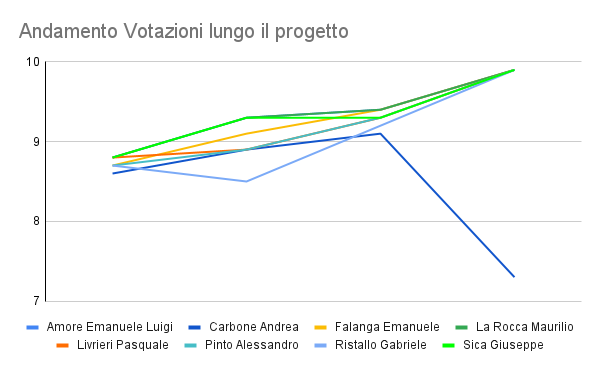 Andamento Votazioni lungo il progetto
10
9
8
7
Amore Emanuele Luigi Carbone Andrea Falanga Emanuele La Rocca Maurilio
Livrieri Pasquale Pinto Alessandro Ristallo Gabriele Sica Giuseppe